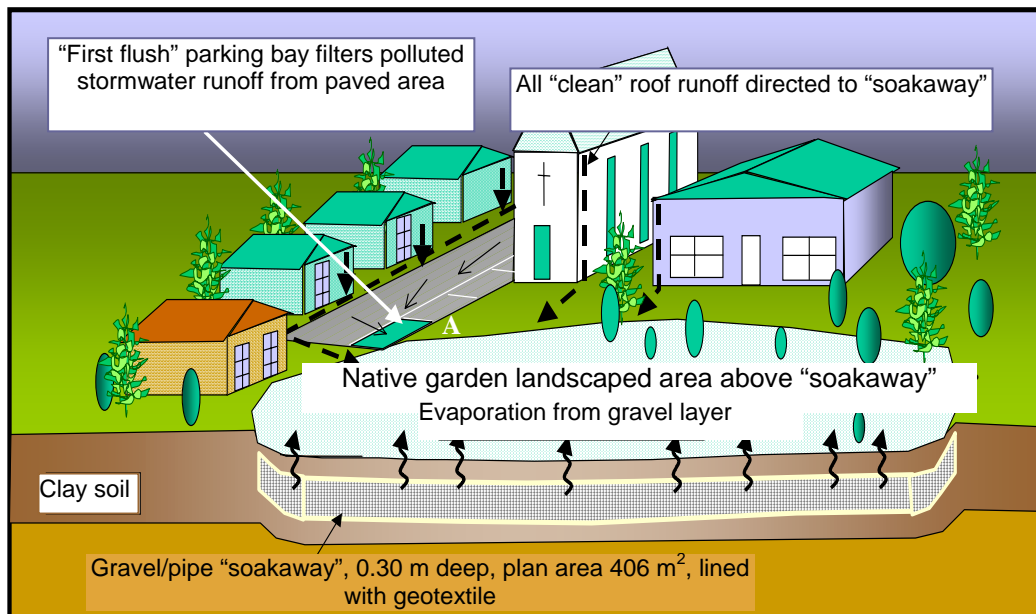 “First flush” parking bay filters polluted
stormwater runoff from paved area
All “clean” roof runoff directed to “soakaway”
A
Native garden landscaped area above “soakaway”
Evaporation from gravel layer
Clay soil
Gravel/pipe “soakaway”, 0.30 m deep, plan area 406 m², lined
with geotextile